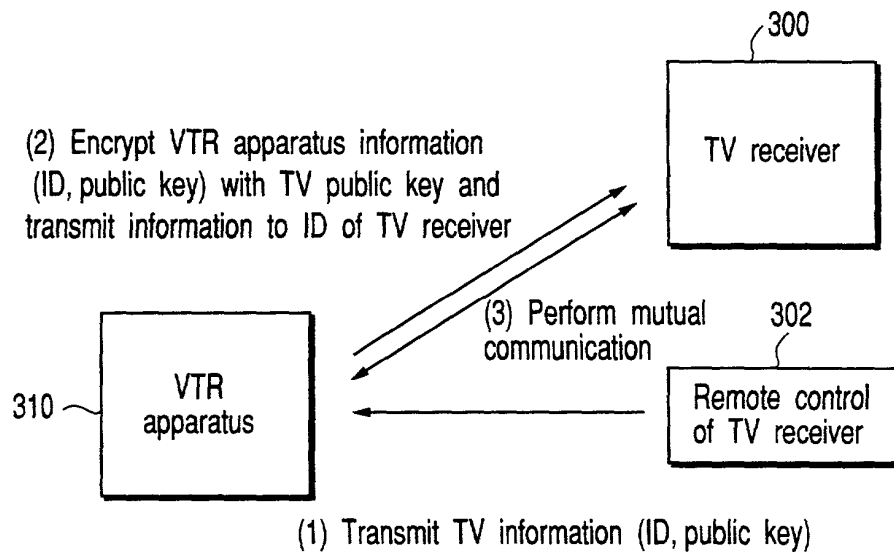 300
TV receiver
(2) Encrypt VTR apparatus information
(ID, public key) with TV public key and
transmit information to ID of TV receiver
(3) Perform mutual
communication
302
Remote control
of TV receiver
310
VTR
apparatus
(1) Transmit TV information (ID, public key)